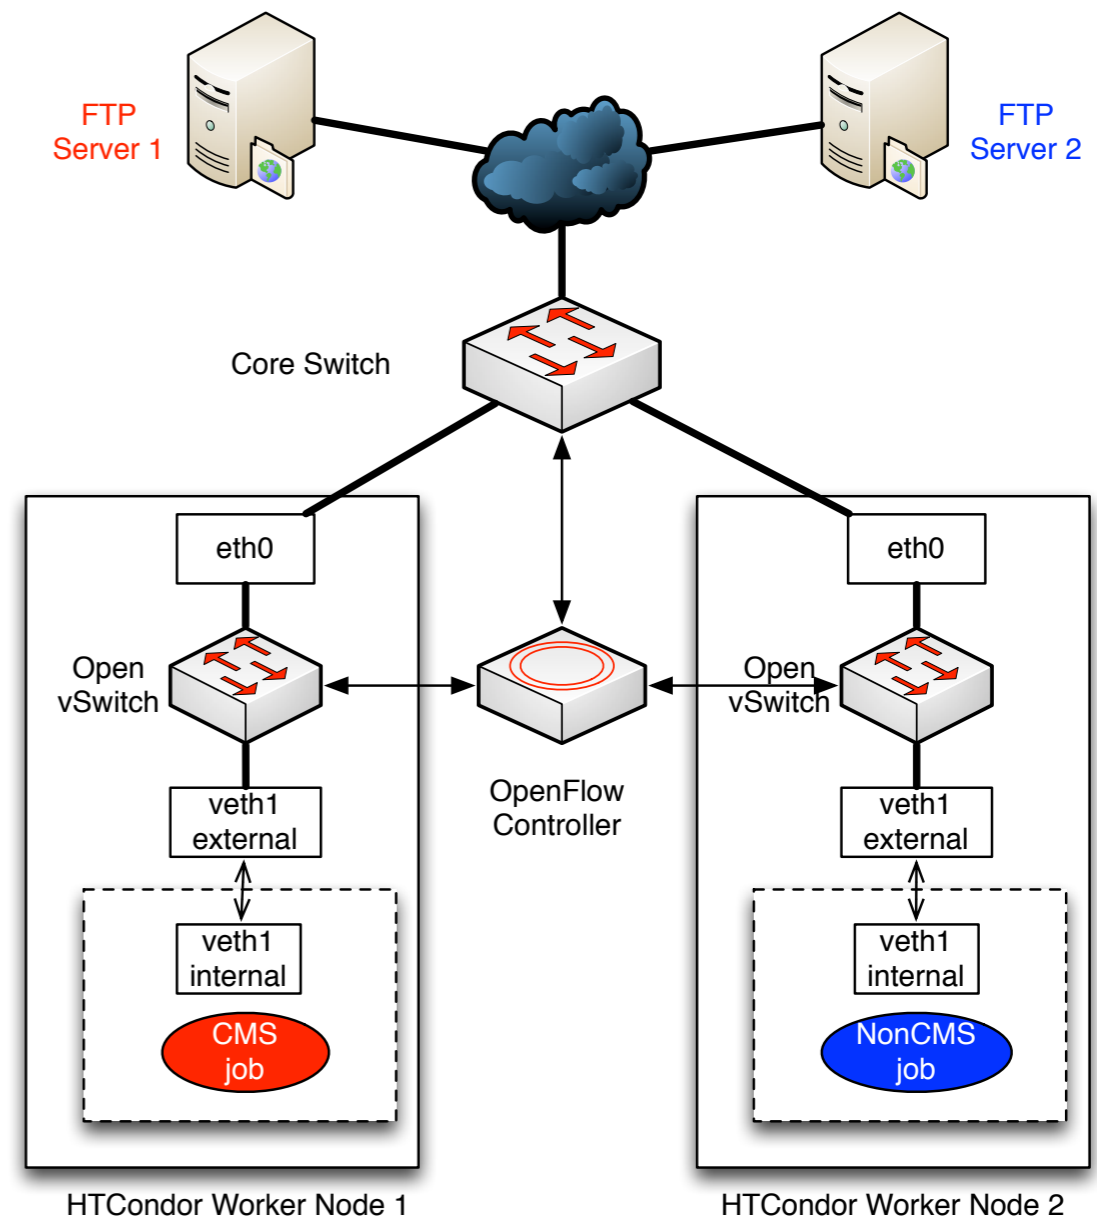 FTP
Server 1
FTP
Server 2
Core Switch
eth0
eth0
Open
vSwitch
Open
vSwitch
OpenFlow
Controller
veth1
external
veth1
external
veth1
internal
veth1
internal
CMS
job
NonCMS
job
HTCondor Worker Node 1
HTCondor Worker Node 2